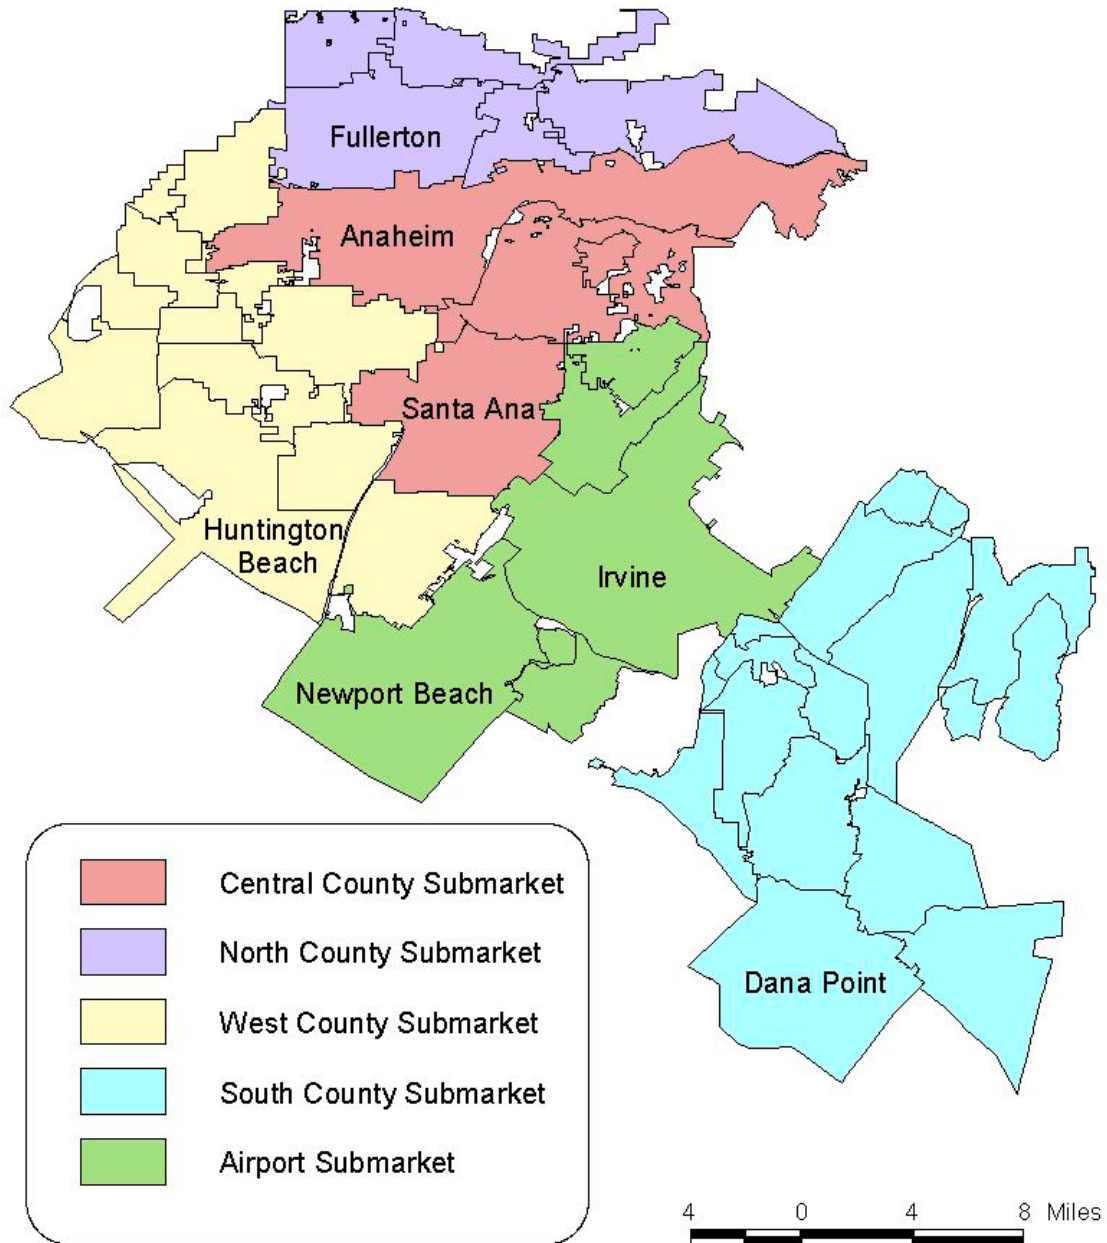 Fullerton
Anaheim
Santa Ana
Huntington
Beach
Irvine
Newport Beach
Dana Point
Central County Submarket
North County Submarket
West County Submarket
South County Submarket
Airport Submarket
4 0 4 8 Miles